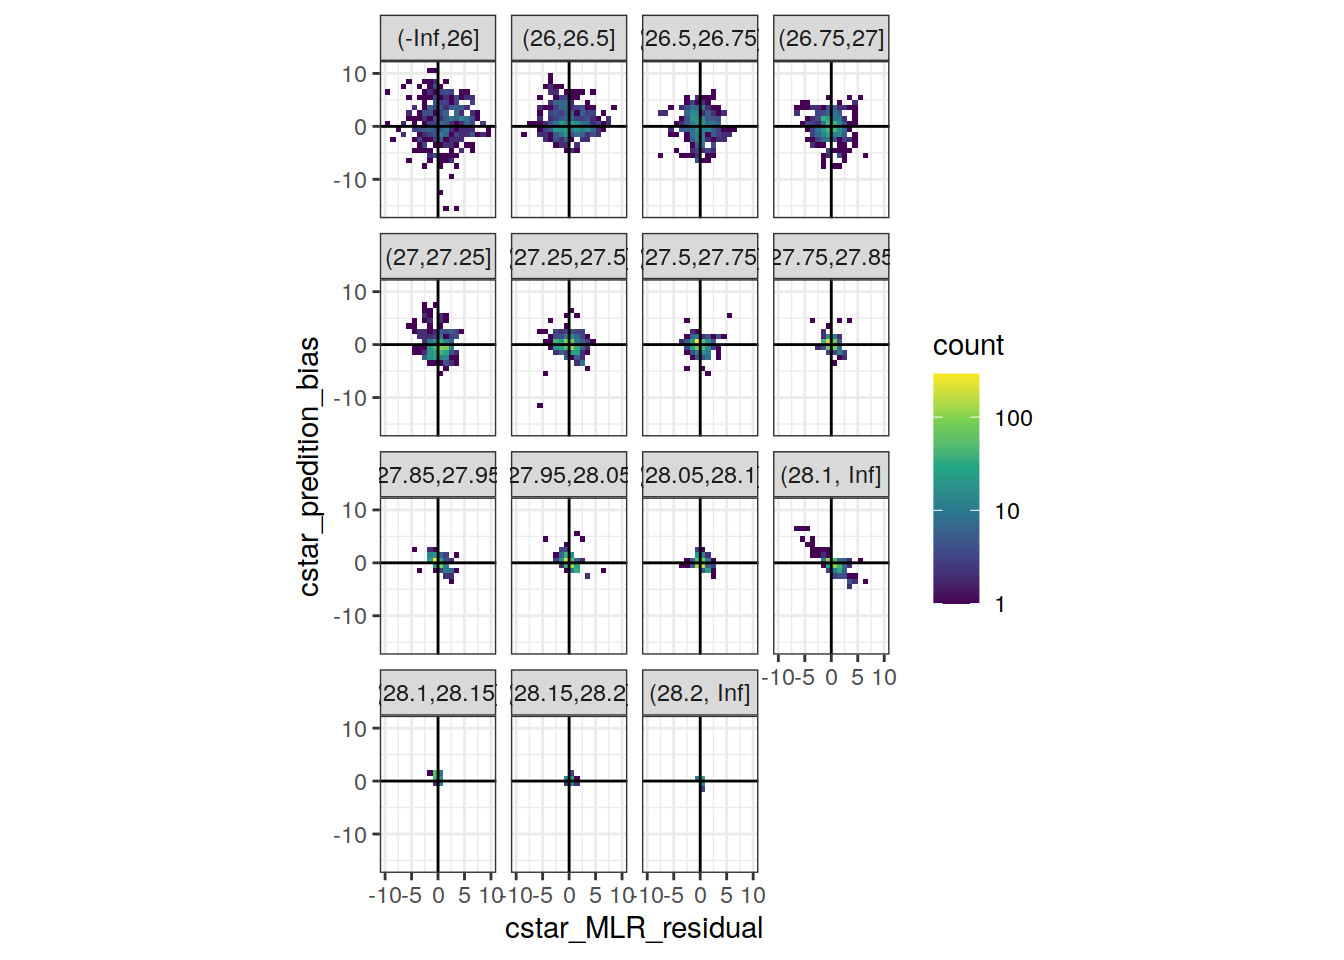 (-Inf,26]
(26,26.5]
(26.5,26.75]
(26.75,27]
10
0
-10
(27,27.25]
(27.25,27.5]
(27.5,27.75]
27.75,27.85
10
0
-10
27.85,27.95
27.95,28.05
(28.05,28.1]
(28.1, Inf]
10
0
-10
-10 -5 0 5 10
(28.1,28.15]
(28.15,28.2]
(28.2, Inf]
10
0
-10
-10 -5 0 5 10
-10 -5 0 5 10
-10 -5 0 5 10
cstar_MLR_residual
cstar_predition_bias
count
100
10
1